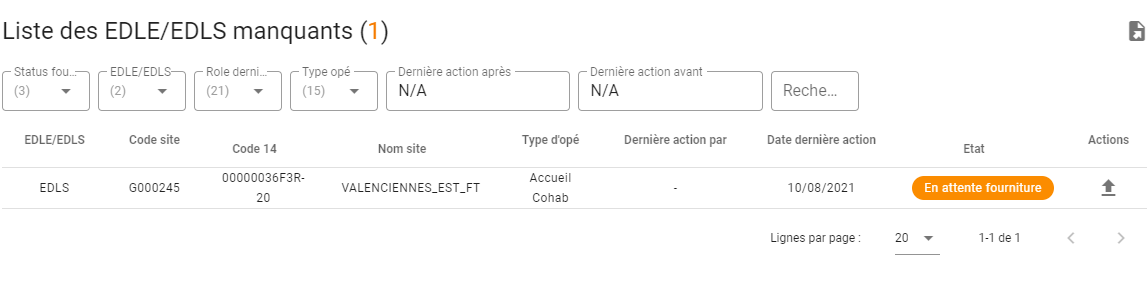 Liste des EDLE/EDLS manquants (1)
Status fou... EDLE/EDLS Role derni... Type opé Dernière action après Dernière action avant
(3) (2) (21) (15) N/A N/A Reche...
EDLE/EDLS Code site Code 14 Nom site Type d'opé Dernière action par Date dernière action Etat Actions
EDLS G000245 00000036F3R-20 VALENCIENNES_EST_FT Accueil Cohab - 10/08/2021 En attente fourniture
Lignes par page : 20 1-1 de 1